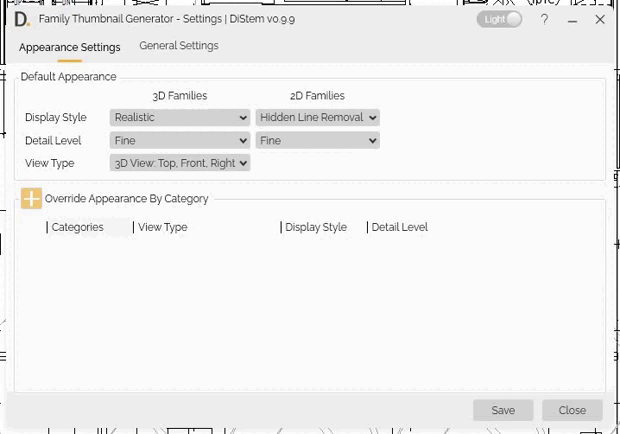 D. Family Thumbnail Generator - Settings | DiStem v0.9.9
Light ?
Appearance Settings General Settings
Default Appearance
3D Families 2D Families
Display Style Realistic Hidden Line Removal
Detail Level Fine Fine
View Type 3D View: Top, Front, Right
Override Appearance By Category
Categories View Type Display Style Detail Level
Save Close